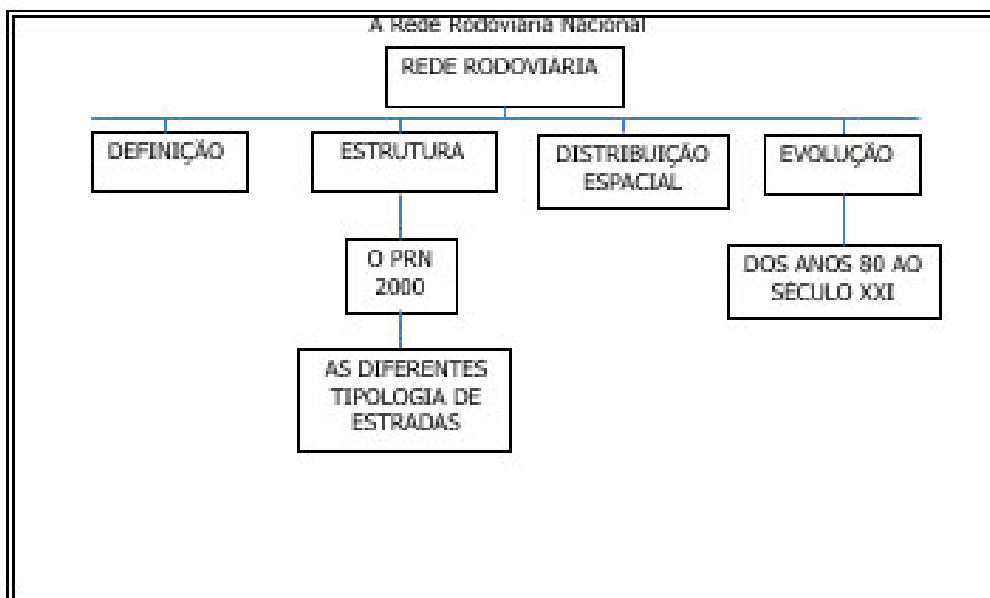 A Rede Rodoviária Nacional
REDE RODOVIÁRIA
DEFINIÇÃO
ESTRUTURA
DISTRIBUIÇÃO
ESPACIAL
EVOLUÇÃO
O PRN
2000
DOS ANOS 80 AO
SÉCULO XXI
AS DIFERENTES
TIPOLOGIA DE
ESTRADAS